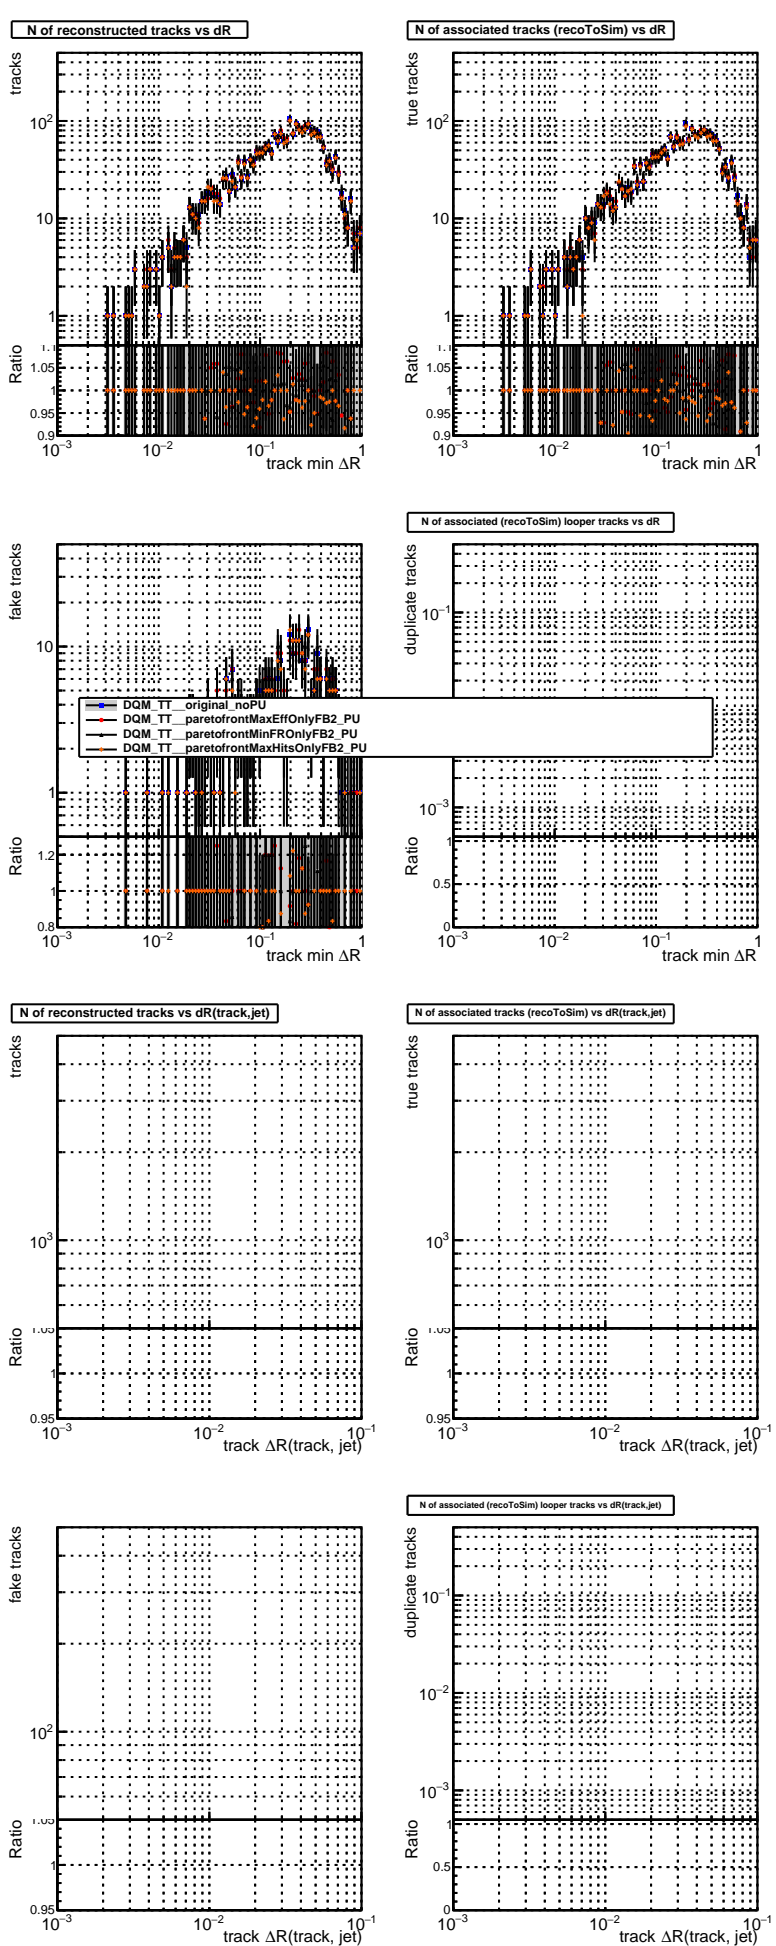 N of reconstructed tracks vs dR
N of associated tracks (recoToSim) vs dR
tracks
10²
10
1
Ratio
1.1
1.05
1
0.95
0.9
10⁻³
10⁻²
10⁻¹
1
track min ΔR
true tracks
10²
10
1
Ratio
1.1
1.05
1
0.95
0.9
10⁻³
10⁻²
10⁻¹
1
track min ΔR
N of associated (recoToSim) looper tracks vs dR
fake tracks
10
1
Ratio
1.2
1
0.8
10⁻³
10⁻²
10⁻¹
1
track min ΔR
duplicate tracks
10⁻¹
10⁻³
Ratio
1
0.5
0
10⁻³
10⁻²
10⁻¹
1
track min ΔR
DQM_TT__original_noPU
DQM_TT__paretofrontMaxEffOnlyFB2_PU
DQM_TT__paretofrontMinFROnlyFB2_PU
DQM_TT__paretofrontMaxHitsOnlyFB2_PU
N of reconstructed tracks vs dR(track,jet)
N of associated tracks (recoToSim) vs dR(track,jet)
tracks
10³
Ratio
1.05
1
0.95
10⁻³
10⁻²
10⁻¹
track ΔR(track, jet)
true tracks
10³
Ratio
1.05
1
0.95
10⁻³
10⁻²
10⁻¹
track ΔR(track, jet)
N of associated (recoToSim) looper tracks vs dR(track,jet)
fake tracks
10²
Ratio
1.05
1
0.95
10⁻³
10⁻²
10⁻¹
track ΔR(track, jet)
duplicate tracks
10⁻¹
10⁻²
10⁻³
Ratio
1
0.5
0
10⁻³
10⁻²
10⁻¹
track ΔR(track, jet)